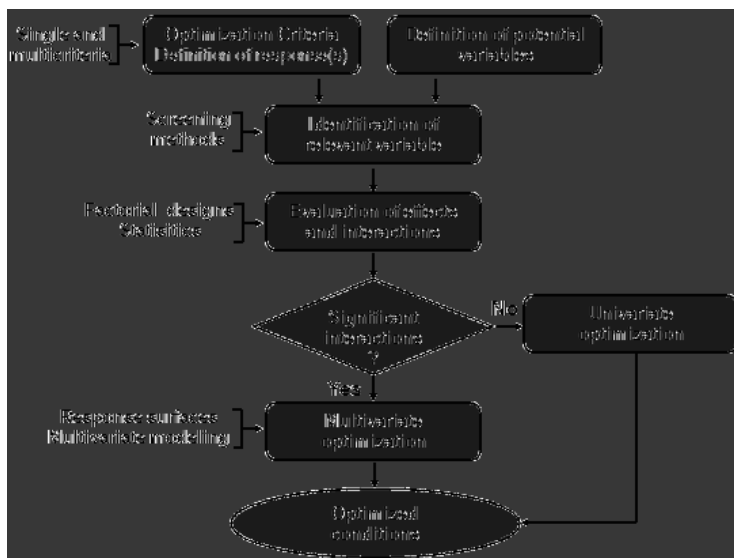 Single and
multicriteria
Optimization Criteria
Definition of response(s)
Definition of potential
variables
Screening
methods
Identification of
relevant variable
Factorial designs
Statisitics
Evaluation of effects
and interactions
Significant
interactions
?
No
Univariate
optimization
Yes
Response surfaces
Multivariate modelling
Multivariate
optimization
Optimized
conditions